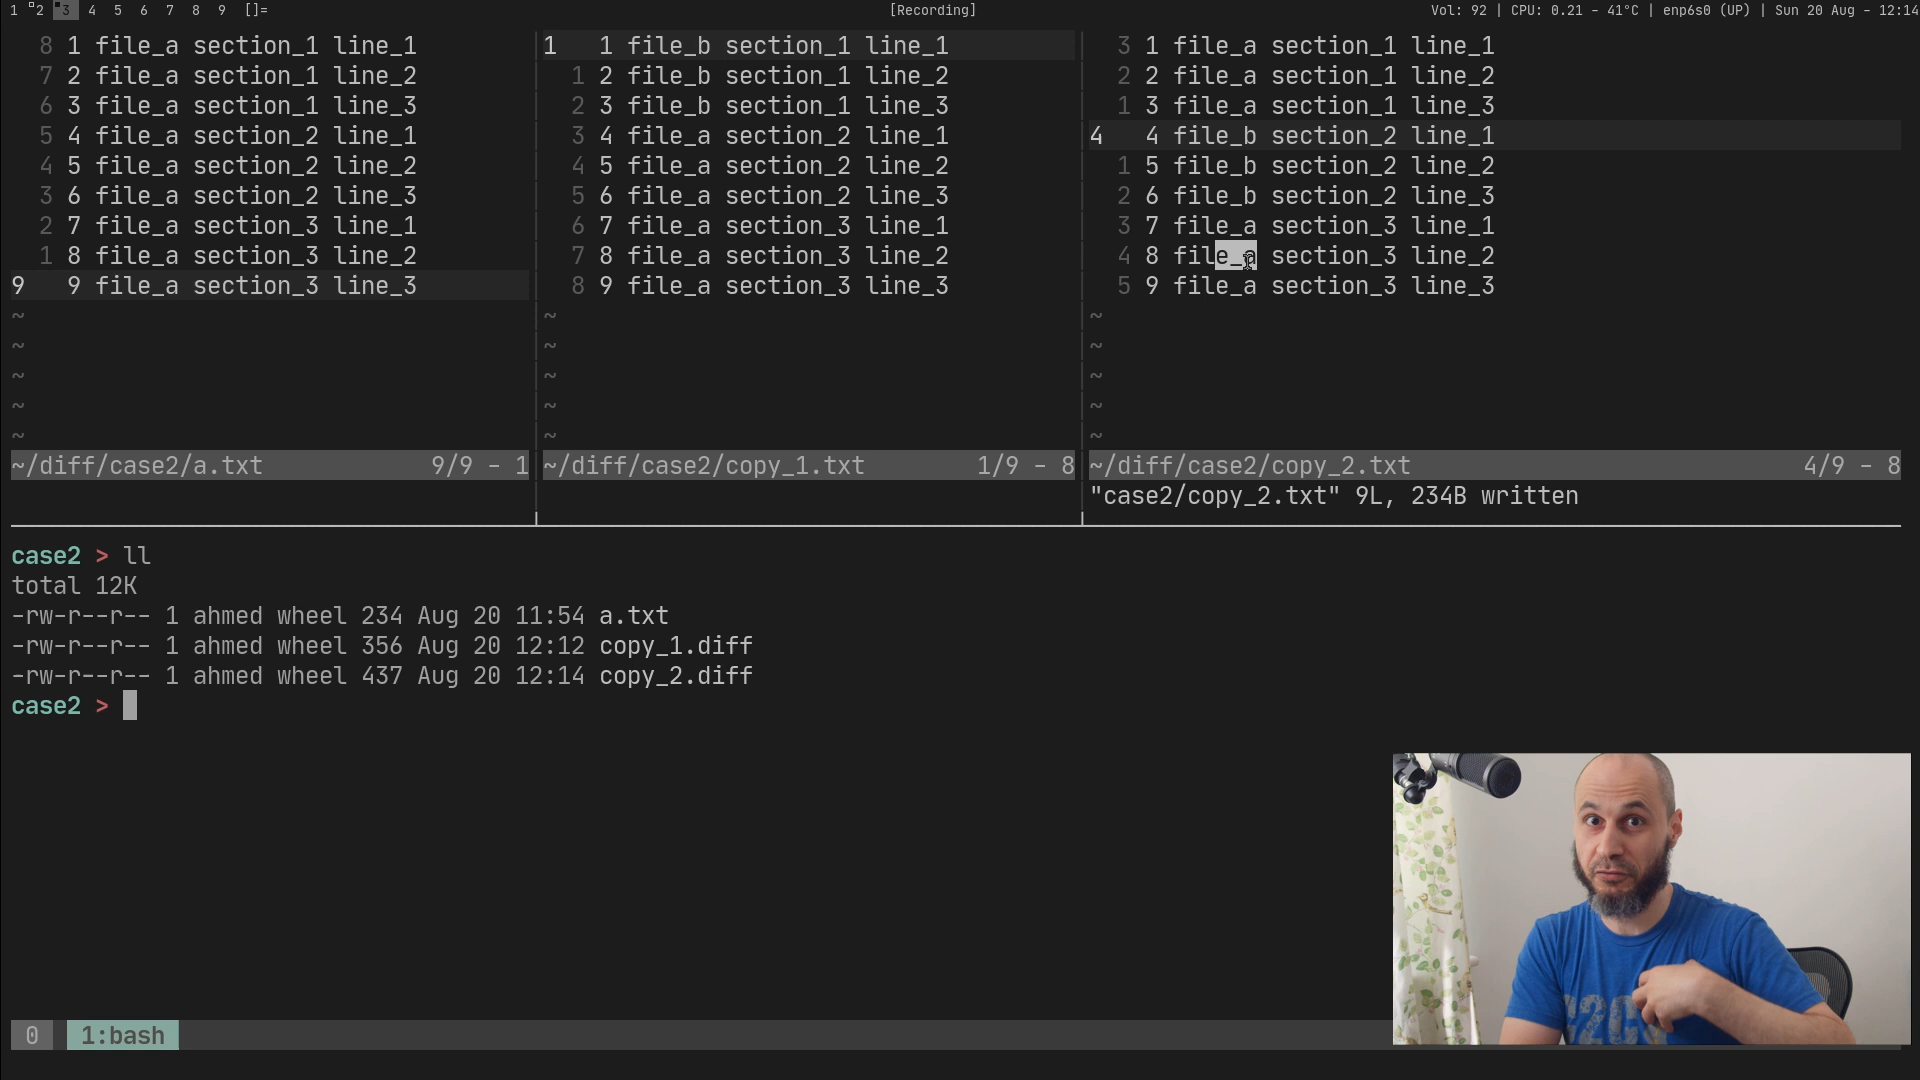 1 2 3 4 5 6 7 8 9 []= [Recording] Vol: 92 | CPU: 0.21 - 41°C | enp6s0 (UP) | Sun 20 Aug - 12:14
8 1 file_a section_1 line_1
7 2 file_a section_1 line_2
6 3 file_a section_1 line_3
5 4 file_a section_2 line_1
4 5 file_a section_2 line_2
3 6 file_a section_2 line_3
2 7 file_a section_3 line_1
1 8 file_a section_3 line_2
9 9 file_a section_3 line_3
~
~
~
~
~
~/diff/case2/a.txt 9/9 - 1
1 1 file_b section_1 line_1
1 2 file_b section_1 line_2
2 3 file_b section_1 line_3
3 4 file_a section_2 line_1
4 5 file_a section_2 line_2
5 6 file_a section_2 line_3
6 7 file_a section_3 line_1
7 8 file_a section_3 line_2
8 9 file_a section_3 line_3
~
~
~
~
~
~/diff/case2/copy_1.txt 1/9 - 8
3 1 file_a section_1 line_1
2 2 file_a section_1 line_2
1 3 file_a section_1 line_3
4 4 file_b section_2 line_1
1 5 file_b section_2 line_2
2 6 file_b section_2 line_3
3 7 file_a section_3 line_1
4 8 file_a section_3 line_2
5 9 file_a section_3 line_3
~
~
~
~
~
~/diff/case2/copy_2.txt 4/9 - 8
"case2/copy_2.txt" 9L, 234B written
case2 > ll
total 12K
-rw-r--r-- 1 ahmed wheel 234 Aug 20 11:54 a.txt
-rw-r--r-- 1 ahmed wheel 356 Aug 20 12:12 copy_1.diff
-rw-r--r-- 1 ahmed wheel 437 Aug 20 12:14 copy_2.diff
case2 >
0 1:bash